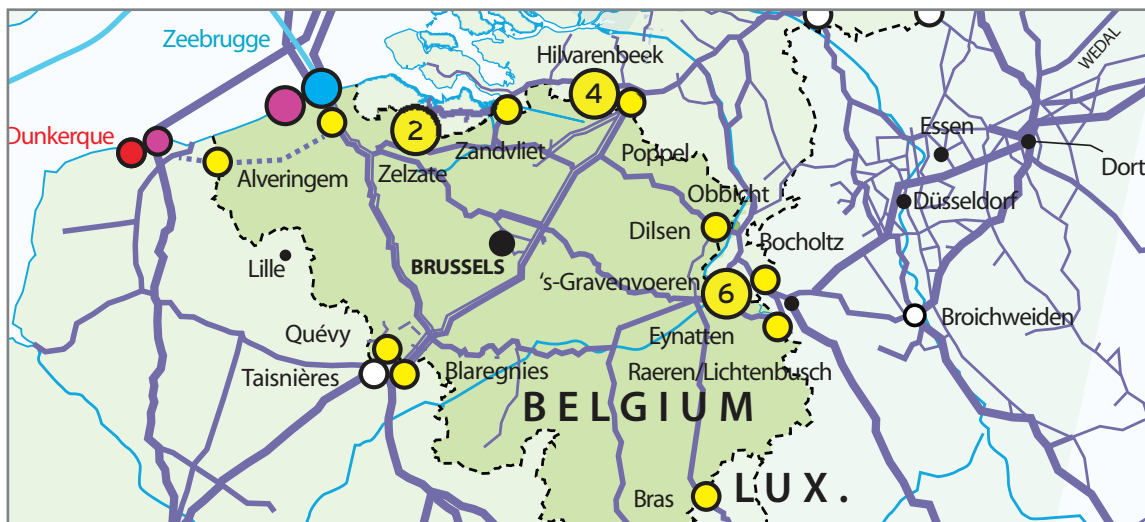 Zeebrugge
Hilvarenbeek
WEDAL
4
Dunkerque
2
Essen
Zandvliet
Poppel
Dort
Alveringem
Zelzate
Obbicht
Düsseldorf
Dilsen
Lille
BRUSSELS
Bocholtz
's-Gravenvoeren
6
Broichweiden
Quévy
Eynatten
Taisnières
Blaregnies
Raeren/Lichtenbusch
BELGIUM
Bras
LUX.